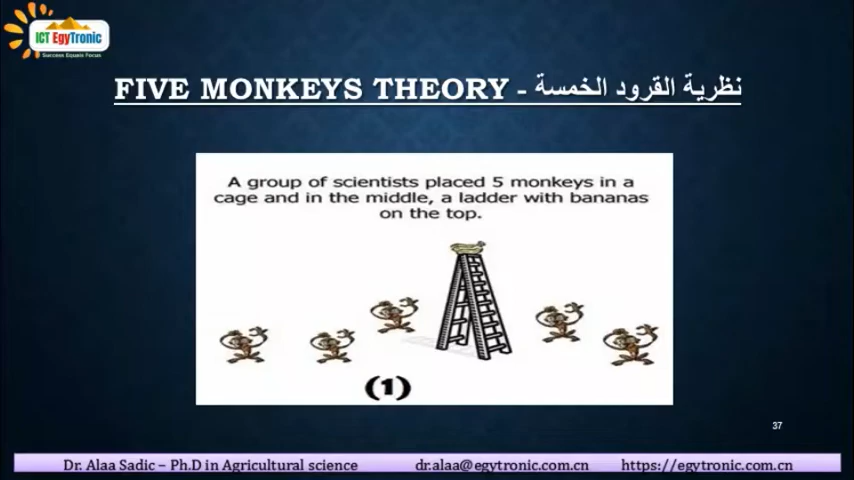 ICT EgyTronic
Success Equals Focus
FIVE MONKEYS THEORY - نظرية القرود الخمسة
A group of scientists placed 5 monkeys in a
cage and in the middle, a ladder with bananas
on the top.
(1)
37
Dr. Alaa Sadic – Ph.D in Agricultural science dr.alaa@egytronic.com.cn https://egytronic.com.cn